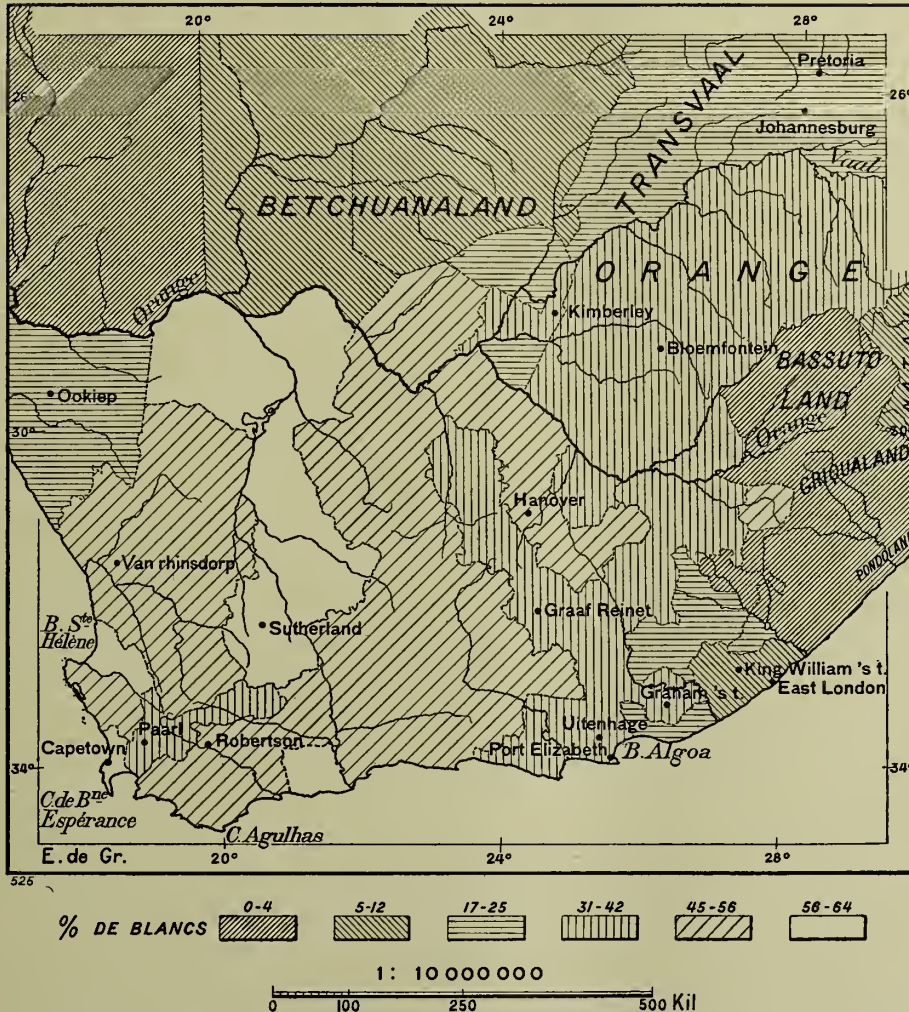 20° 24° 28°
Pretoria
26° 26°
Johannesburg
TRANSVAAL
Vaal
BETCHUANALAND
ORANGE
Orange
Kimberley
Bloemfontein
BASSUTO
LAND
Ookiep
30° 30°
Orange
GRIQUALAND
Hanover
PONDOLAND
Van rhinsdorp
Graaf Reinet
B. Ste
Hélène
Sutherland
King William's t.
East London
Graham's t.
Uitenhage
Paarl
Robertson
Capetown
Port Elizabeth
B. Algoa
34° 34°
C. de Bne
Espérance
C. Agulhas
E. de Gr.
20° 24° 28°
525
0-4 5-12 17-25 31-42 45-56 56-64
% DE BLANCS
1: 10 000 000
0 100 250 500 Kil